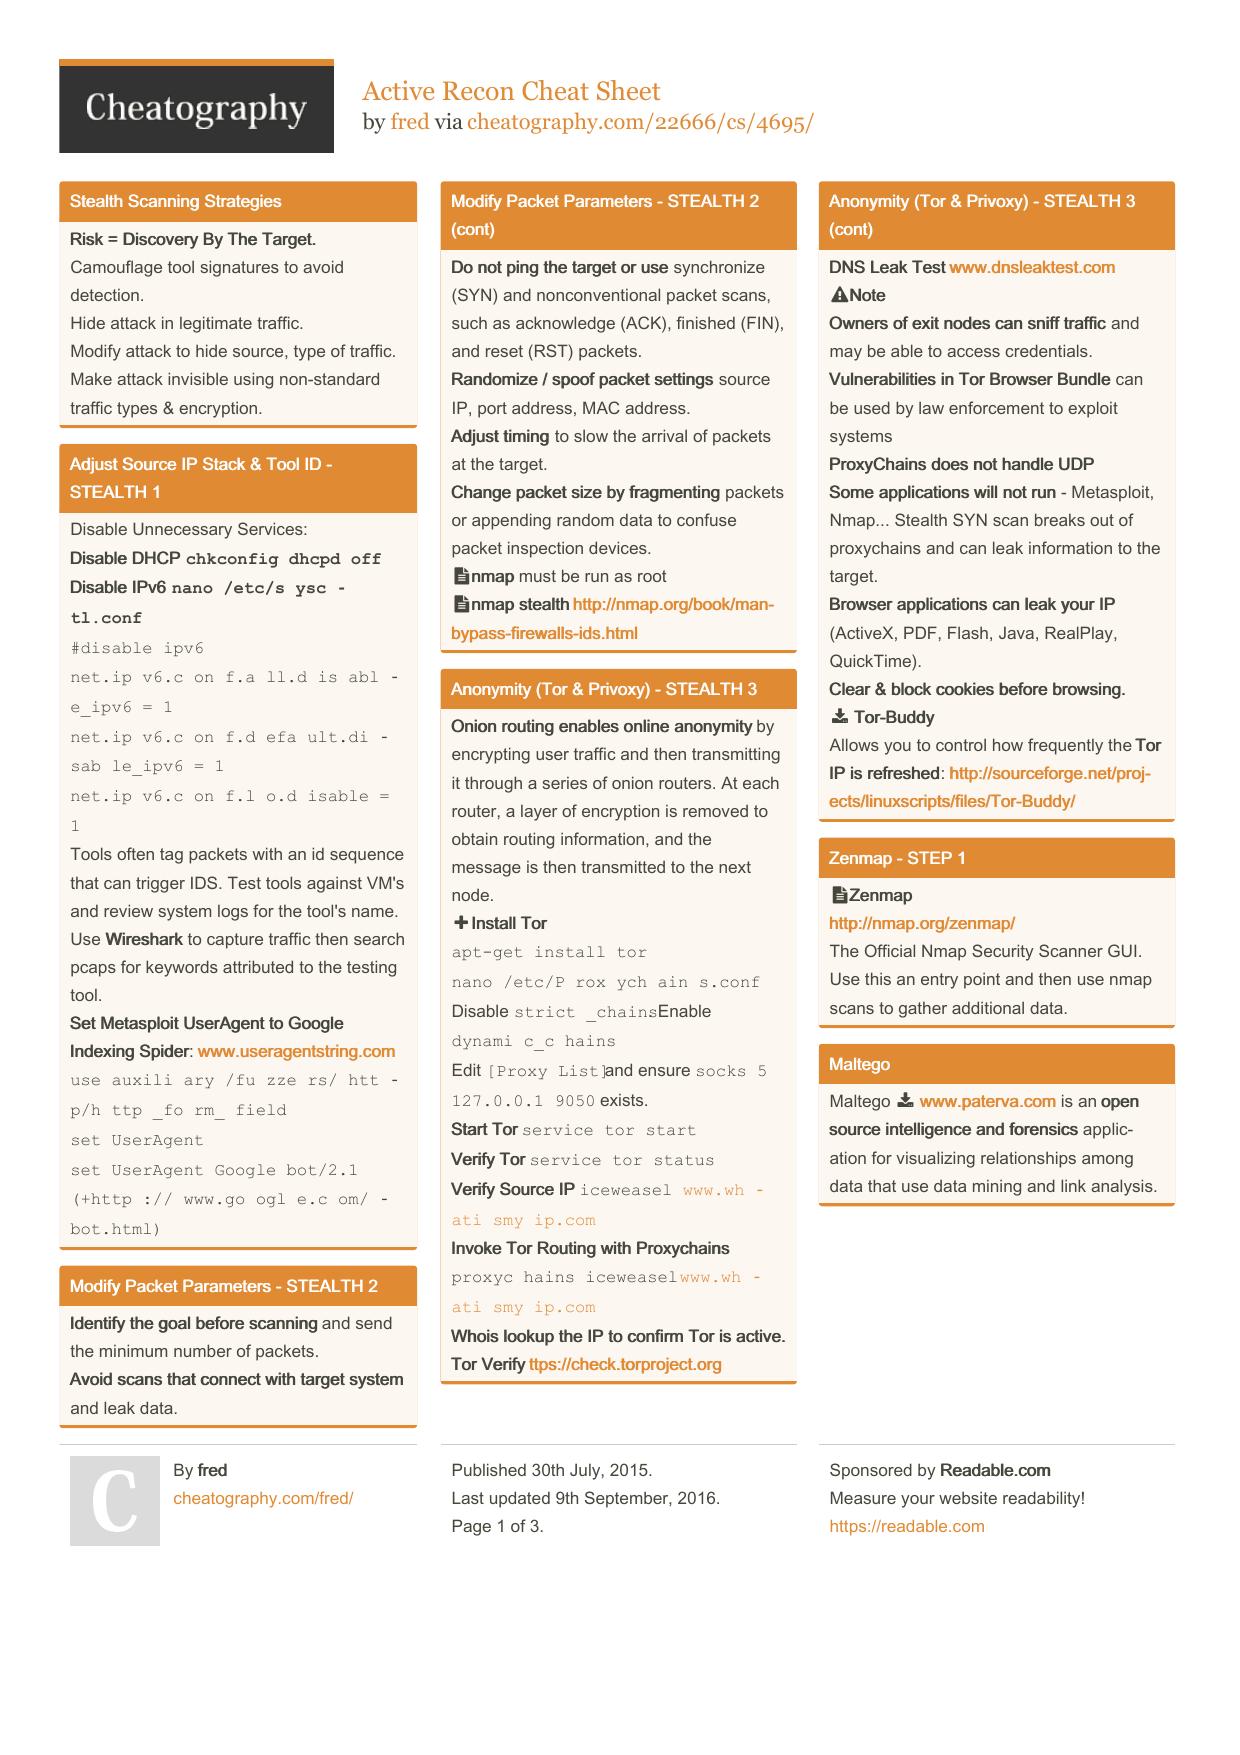 Cheatography
Active Recon Cheat Sheet
by fred via cheatography.com/22666/cs/4695/
Stealth Scanning Strategies
Risk = Discovery By The Target.
Camouflage tool signatures to avoid
detection.
Hide attack in legitimate traffic.
Modify attack to hide source, type of traffic.
Make attack invisible using non-standard
traffic types & encryption.
Adjust Source IP Stack & Tool ID -
STEALTH 1
Disable Unnecessary Services:
Disable DHCP chkconfig dhcpd off
Disable IPv6 nano /etc/s ysc -
tl.conf
#disable ipv6
net.ip v6.c on f.a ll.d is abl -
e_ipv6 = 1
net.ip v6.c on f.d efa ult.di -
sab le_ipv6 = 1
net.ip v6.c on f.l o.d isable =
1
Tools often tag packets with an id sequence
that can trigger IDS. Test tools against VM's
and review system logs for the tool's name.
Use Wireshark to capture traffic then search
pcaps for keywords attributed to the testing
tool.
Set Metasploit UserAgent to Google
Indexing Spider: www.useragentstring.com
use auxili ary /fu zze rs/ htt -
p/h ttp _fo rm_ field
set UserAgent
set UserAgent Google bot/2.1
(+http :// www.go ogl e.c om/ -
bot.html)
Modify Packet Parameters - STEALTH 2
Identify the goal before scanning and send
the minimum number of packets.
Avoid scans that connect with target system
and leak data.
Modify Packet Parameters - STEALTH 2
(cont)
Do not ping the target or use synchronize
(SYN) and nonconventional packet scans,
such as acknowledge (ACK), finished (FIN),
and reset (RST) packets.
Randomize / spoof packet settings source
IP, port address, MAC address.
Adjust timing to slow the arrival of packets
at the target.
Change packet size by fragmenting packets
or appending random data to confuse
packet inspection devices.
nmap must be run as root
nmap stealth http://nmap.org/book/man-
bypass-firewalls-ids.html
Anonymity (Tor & Privoxy) - STEALTH 3
Onion routing enables online anonymity by
encrypting user traffic and then transmitting
it through a series of onion routers. At each
router, a layer of encryption is removed to
obtain routing information, and the
message is then transmitted to the next
node.
Install Tor
apt-get install tor
nano /etc/P rox ych ain s.conf
Disable strict _chainsEnable
dynami c_c hains
Edit [Proxy List]and ensure socks 5
127.0.0.1 9050 exists.
Start Tor service tor start
Verify Tor service tor status
Verify Source IP iceweasel www.wh -
ati smy ip.com
Invoke Tor Routing with Proxychains
proxyc hains iceweasel www.wh -
ati smy ip.com
Whois lookup the IP to confirm Tor is active.
Tor Verify ttps://check.torproject.org
Anonymity (Tor & Privoxy) - STEALTH 3
(cont)
DNS Leak Test www.dnsleaktest.com
Note
Owners of exit nodes can sniff traffic and
may be able to access credentials.
Vulnerabilities in Tor Browser Bundle can
be used by law enforcement to exploit
systems
ProxyChains does not handle UDP
Some applications will not run - Metasploit,
Nmap... Stealth SYN scan breaks out of
proxychains and can leak information to the
target.
Browser applications can leak your IP
(ActiveX, PDF, Flash, Java, RealPlay,
QuickTime).
Clear & block cookies before browsing.
Tor-Buddy
Allows you to control how frequently the Tor
IP is refreshed: http://sourceforge.net/proj-
ects/linuxscripts/files/Tor-Buddy/
Zenmap - STEP 1
Zenmap
http://nmap.org/zenmap/
The Official Nmap Security Scanner GUI.
Use this an entry point and then use nmap
scans to gather additional data.
Maltego
Maltego www.paterva.com is an open
source intelligence and forensics applic-
ation for visualizing relationships among
data that use data mining and link analysis.
C
By fred
cheatography.com/fred/
Published 30th July, 2015.
Last updated 9th September, 2016.
Page 1 of 3.
Sponsored by Readable.com
Measure your website readability!
https://readable.com